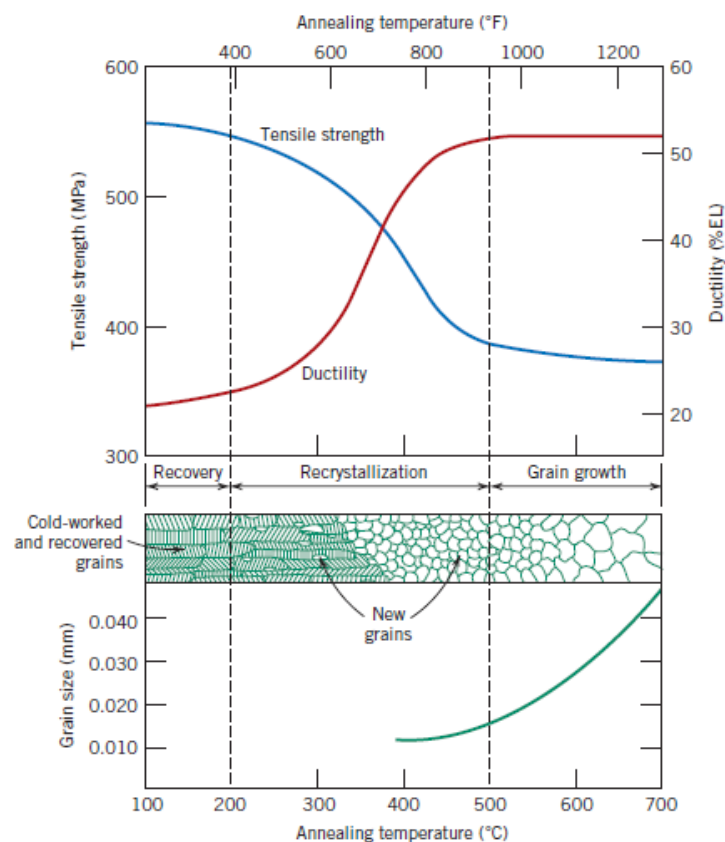 Annealing temperature (°F)
400 600 800 1000 1200
600 60
Tensile strength
50
500
Tensile strength (MPa)
40
Ductility (%EL)
400
30
Ductility
20
300
Recovery Recrystallization Grain growth
Cold-worked
and recovered
grains
New
grains
0.040
0.030
0.020
0.010
Grain size (mm)
100 200 300 400 500 600 700
Annealing temperature (°C)